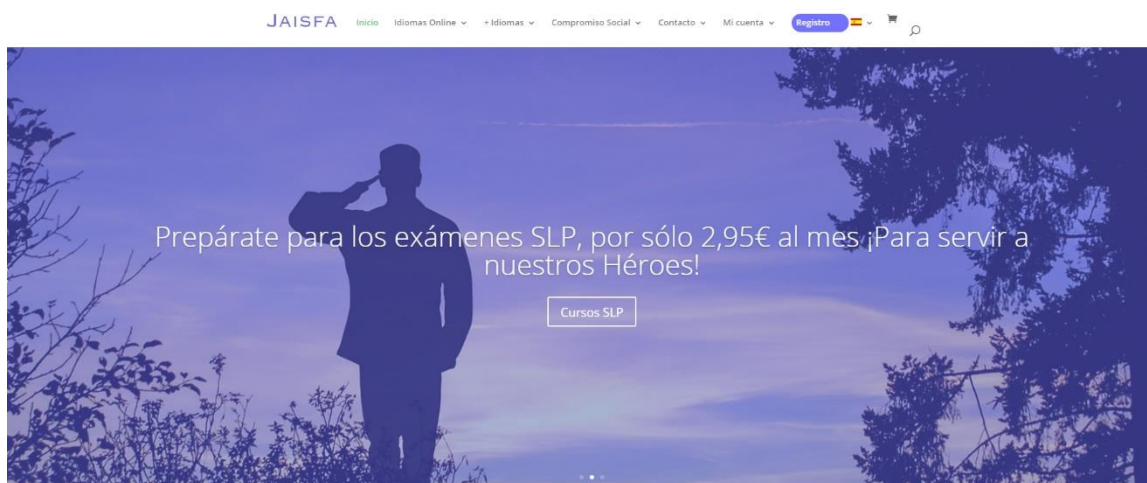 JAISFA Inicio Idiomas Online + Idiomas Compromiso Social Contacto Mi cuenta Registro
Prepárate para los exámenes SLP, por sólo 2,95€ al mes ¡Para servir a
nuestros Héroes!
Cursos SLP